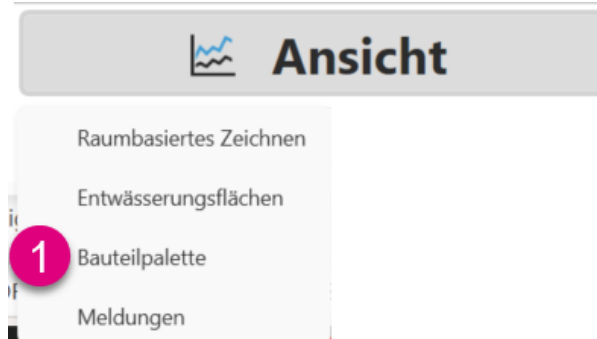 Ansicht
Raumbasiertes Zeichnen
Entwässerungsflächen
1 Bauteilpalette
Meldungen